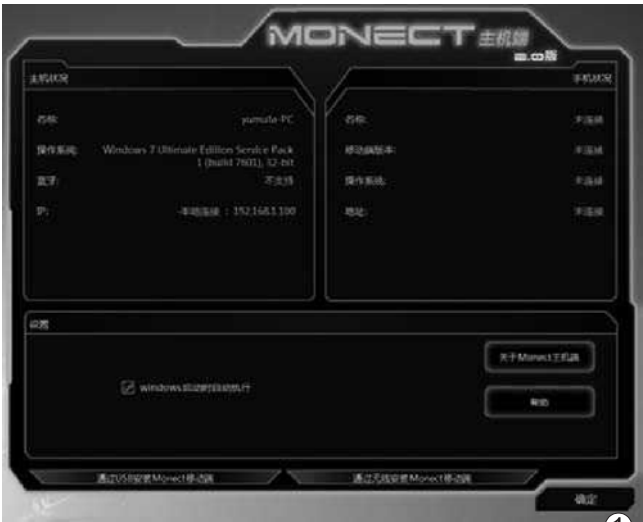 MONECT主机端
2.0版
主机状况
名称: yumula-PC
操作系统: Windows 7 Ultimate Edition Service Pack
1 (build 7601), 32-bit
蓝牙: 不支持
IP: -本地连接 : 192.168.1.100
手机状况
名称: 未连接
移动端版本: 未连接
操作系统: 未连接
地址: 未连接
设置
windows启动时自动执行
关于Monect主机端
帮助
通过USB安装Monect移动端
通过无线安装Monect移动端
确定
1